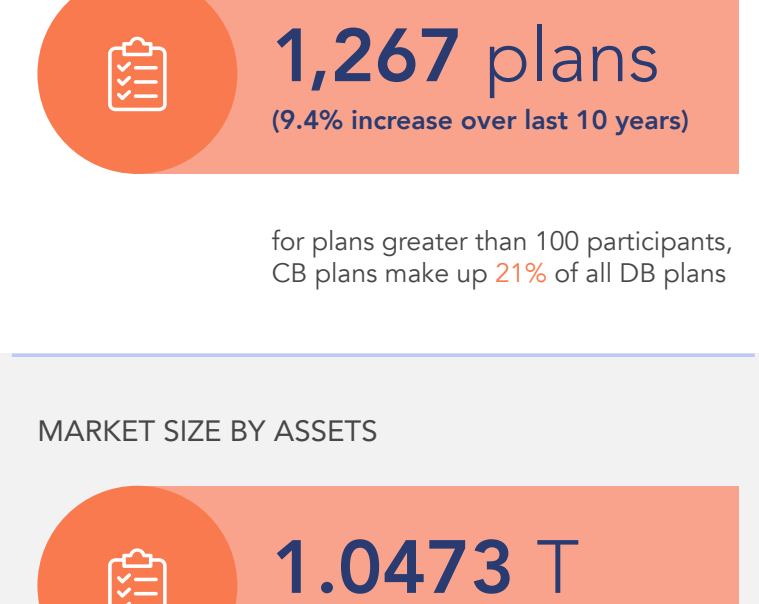 1,267 plans
(9.4% increase over last 10 years)
for plans greater than 100 participants,
CB plans make up 21% of all DB plans
MARKET SIZE BY ASSETS
1.0473 T